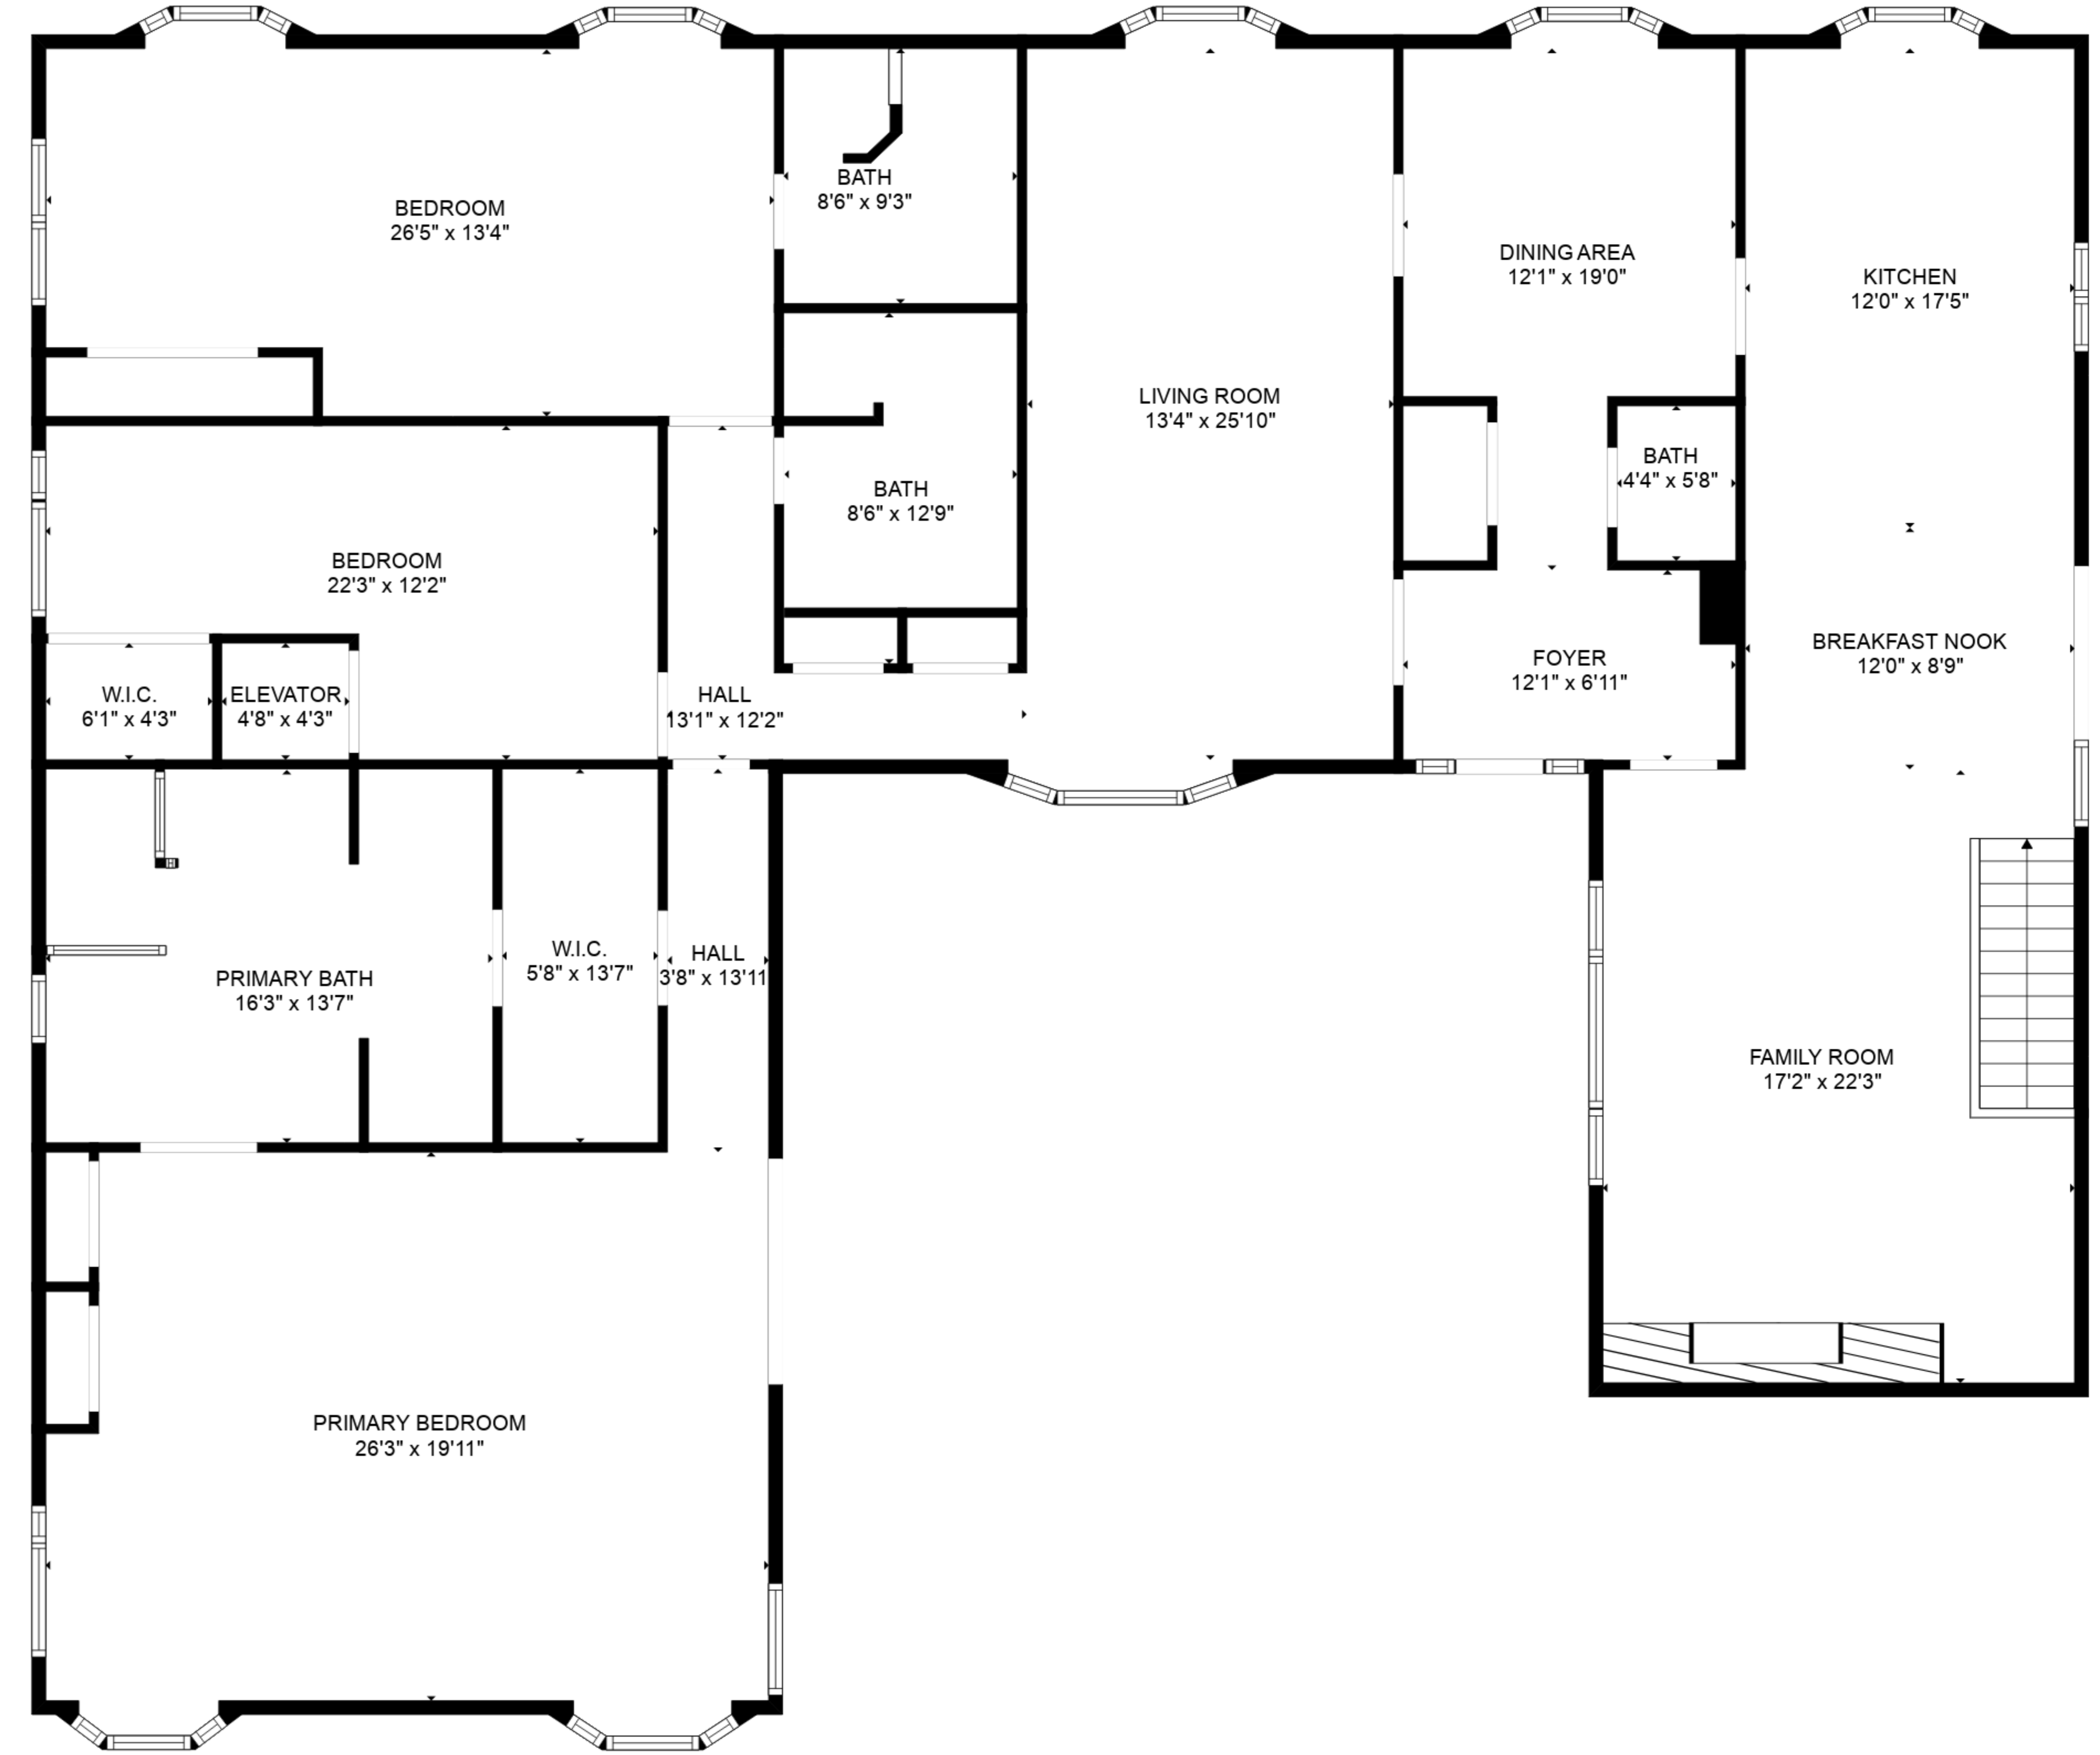 BEDROOM
26'5" x 13'4"
BATH
8'6" x 9'3"
DINING AREA
12'1" x 19'0"
KITCHEN
12'0" x 17'5"
LIVING ROOM
13'4" x 25'10"
BATH
4'4" x 5'8"
BATH
8'6" x 12'9"
BEDROOM
22'3" x 12'2"
BREAKFAST NOOK
12'0" x 8'9"
FOYER
12'1" x 6'11"
W.I.C.
6'1" x 4'3"
ELEVATOR
4'8" x 4'3"
HALL
13'1" x 12'2"
W.I.C.
5'8" x 13'7"
HALL
3'8" x 13'11
PRIMARY BATH
16'3" x 13'7"
FAMILY ROOM
17'2" x 22'3"
PRIMARY BEDROOM
26'3" x 19'11"